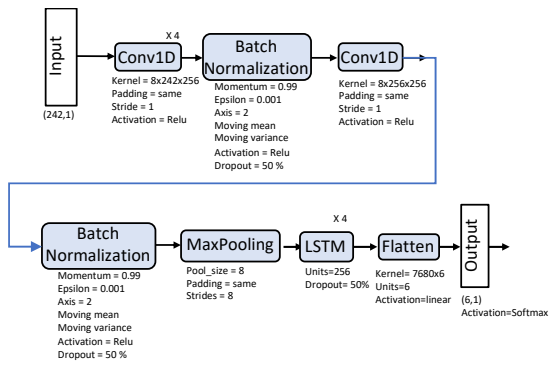 Input
(242,1)
X 4
Conv1D
Kernel = 8x242x256
Padding = same
Stride = 1
Activation = Relu
Batch
Normalization
Momentum = 0.99
Epsilon = 0.001
Axis = 2
Moving mean
Moving variance
Activation = Relu
Dropout = 50 %
Conv1D
Kernel = 8x256x256
Padding = same
Stride = 1
Activation = Relu
Batch
Normalization
Momentum = 0.99
Epsilon = 0.001
Axis = 2
Moving mean
Moving variance
Activation = Relu
Dropout = 50 %
MaxPooling
Pool_size = 8
Padding = same
Strides = 8
X 4
LSTM
Units=256
Dropout= 50%
Flatten
Kernel= 7680x6
Units=6
Activation=linear
Output
(6,1)
Activation=Softmax